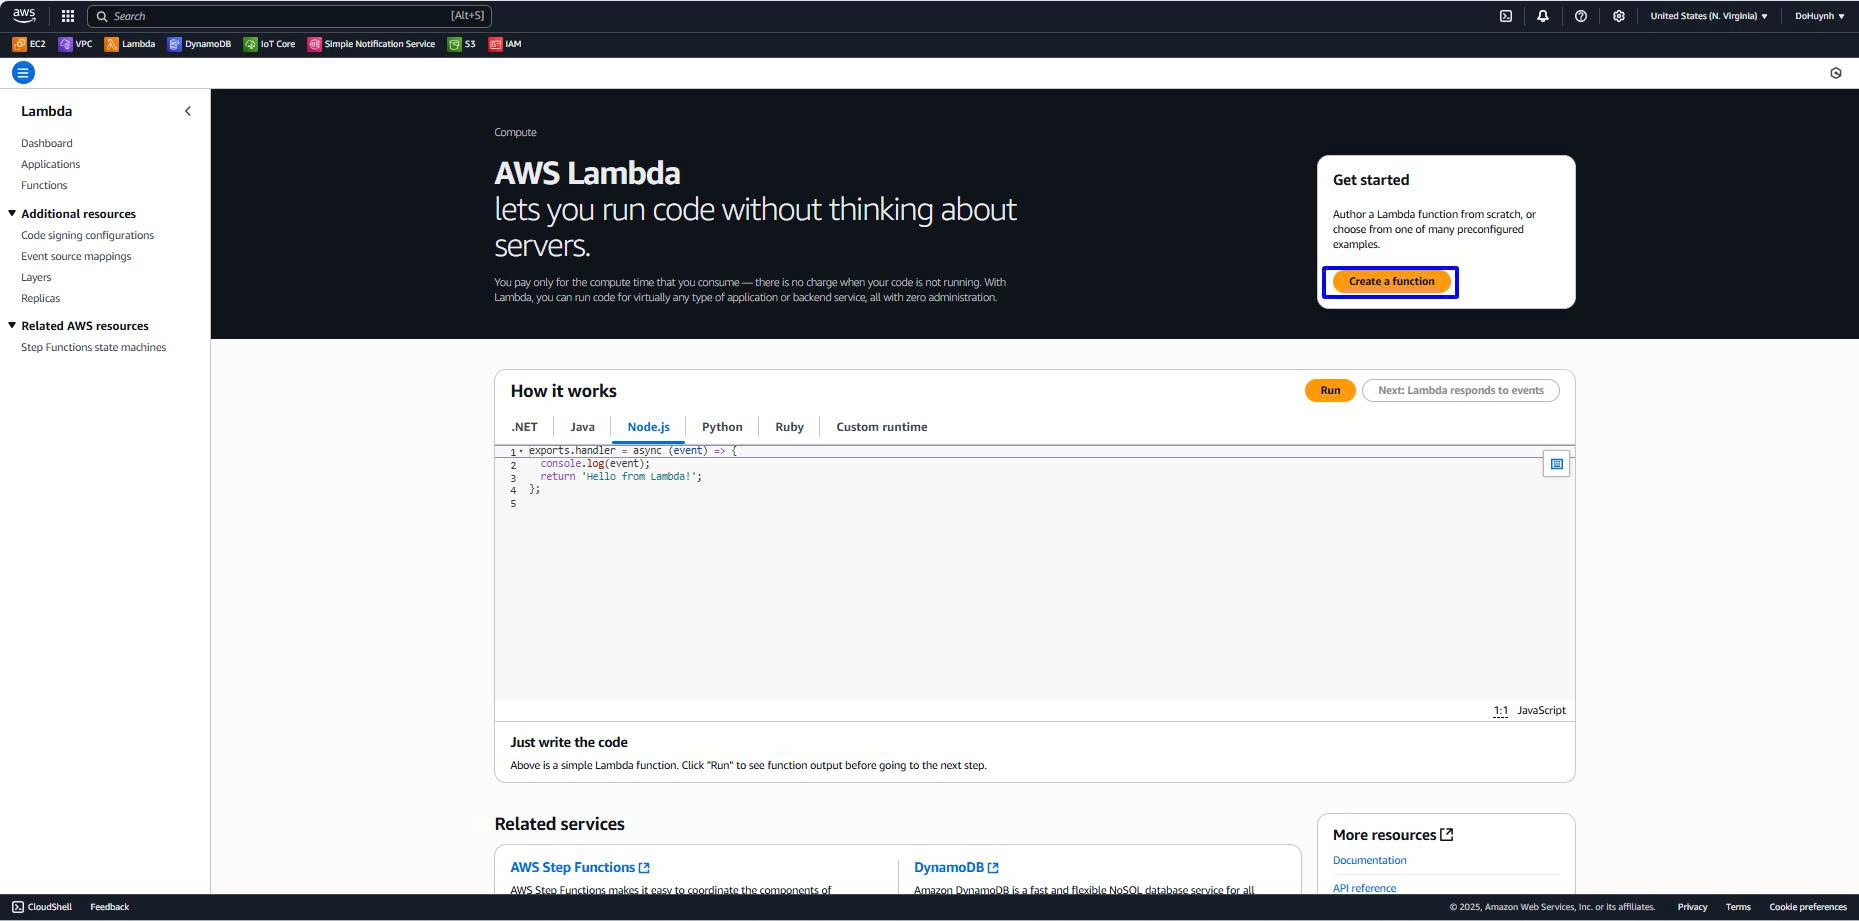 aws
Search
[Alt+S]
United States (N. Virginia)
DoHuynh
EC2
VPC
Lambda
DynamoDB
IoT Core
Simple Notification Service
S3
IAM
Lambda
Dashboard
Applications
Functions
Additional resources
Code signing configurations
Event source mappings
Layers
Replicas
Related AWS resources
Step Functions state machines
Compute
AWS Lambda
lets you run code without thinking about
servers.
You pay only for the compute time that you consume — there is no charge when your code is not running. With
Lambda, you can run code for virtually any type of application or backend service, all with zero administration.
Get started
Author a Lambda function from scratch, or
choose from one of many preconfigured
examples.
Create a function
How it works
Run
Next: Lambda responds to events
.NET
Java
Node.js
Python
Ruby
Custom runtime
1 exports.handler = async (event) => {
2 console.log(event);
3 return 'Hello from Lambda!';
4 };
5
1:1 JavaScript
Just write the code
Above is a simple Lambda function. Click "Run" to see function output before going to the next step.
Related services
AWS Step Functions
AWS Step Functions makes it easy to coordinate the components of
DynamoDB
Amazon DynamoDB is a fast and flexible NoSQL database service for all
More resources
Documentation
API reference
CloudShell
Feedback
© 2025, Amazon Web Services, Inc. or its affiliates.
Privacy
Terms
Cookie preferences